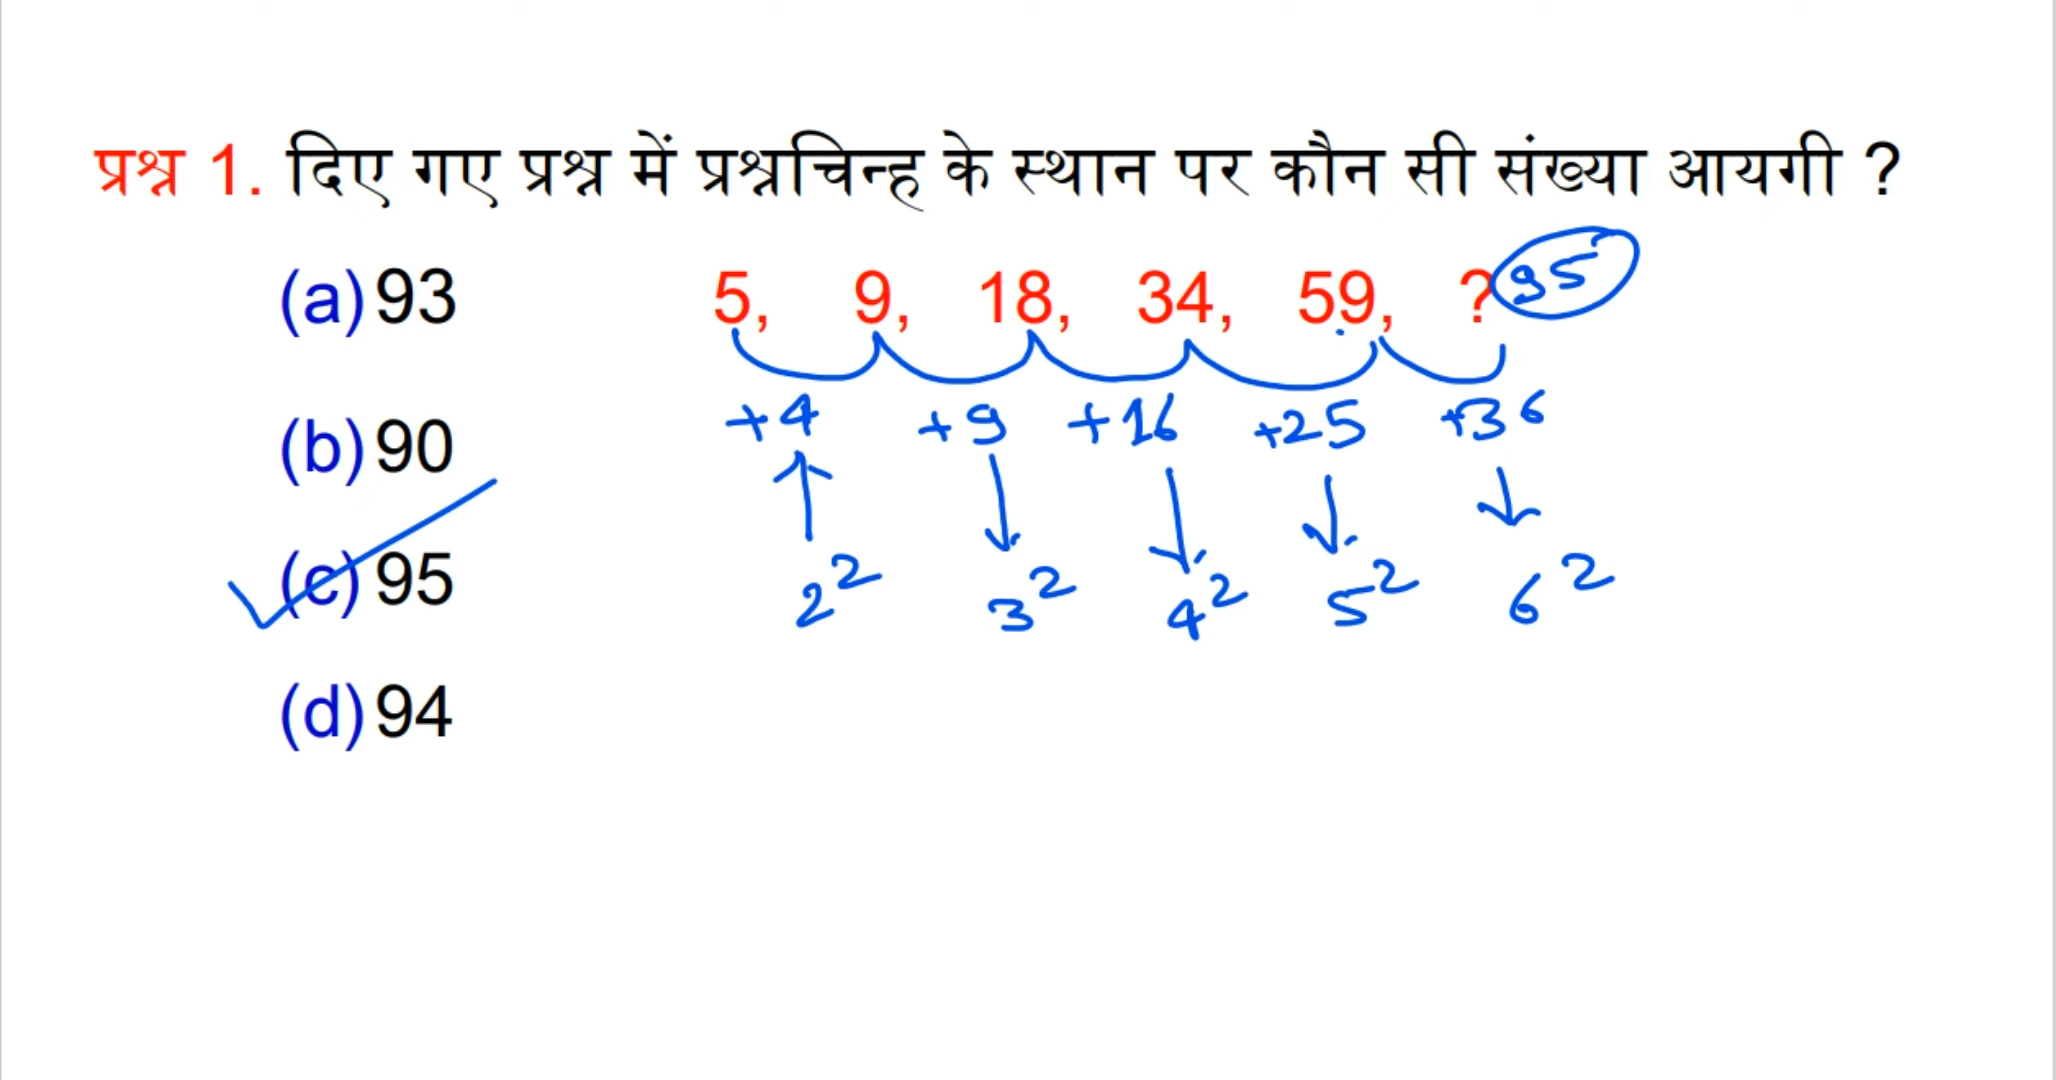 प्रश्न 1. दिए गए प्रश्न में प्रश्नचिन्ह के स्थान पर कौन सी संख्या आयगी ?
(a) 93 5, 9, 18, 34, 59, ? 95
+4 +9 +16 +25 +36
(b) 90
(c) 95 2² 3² 4² 5² 6²
(d) 94